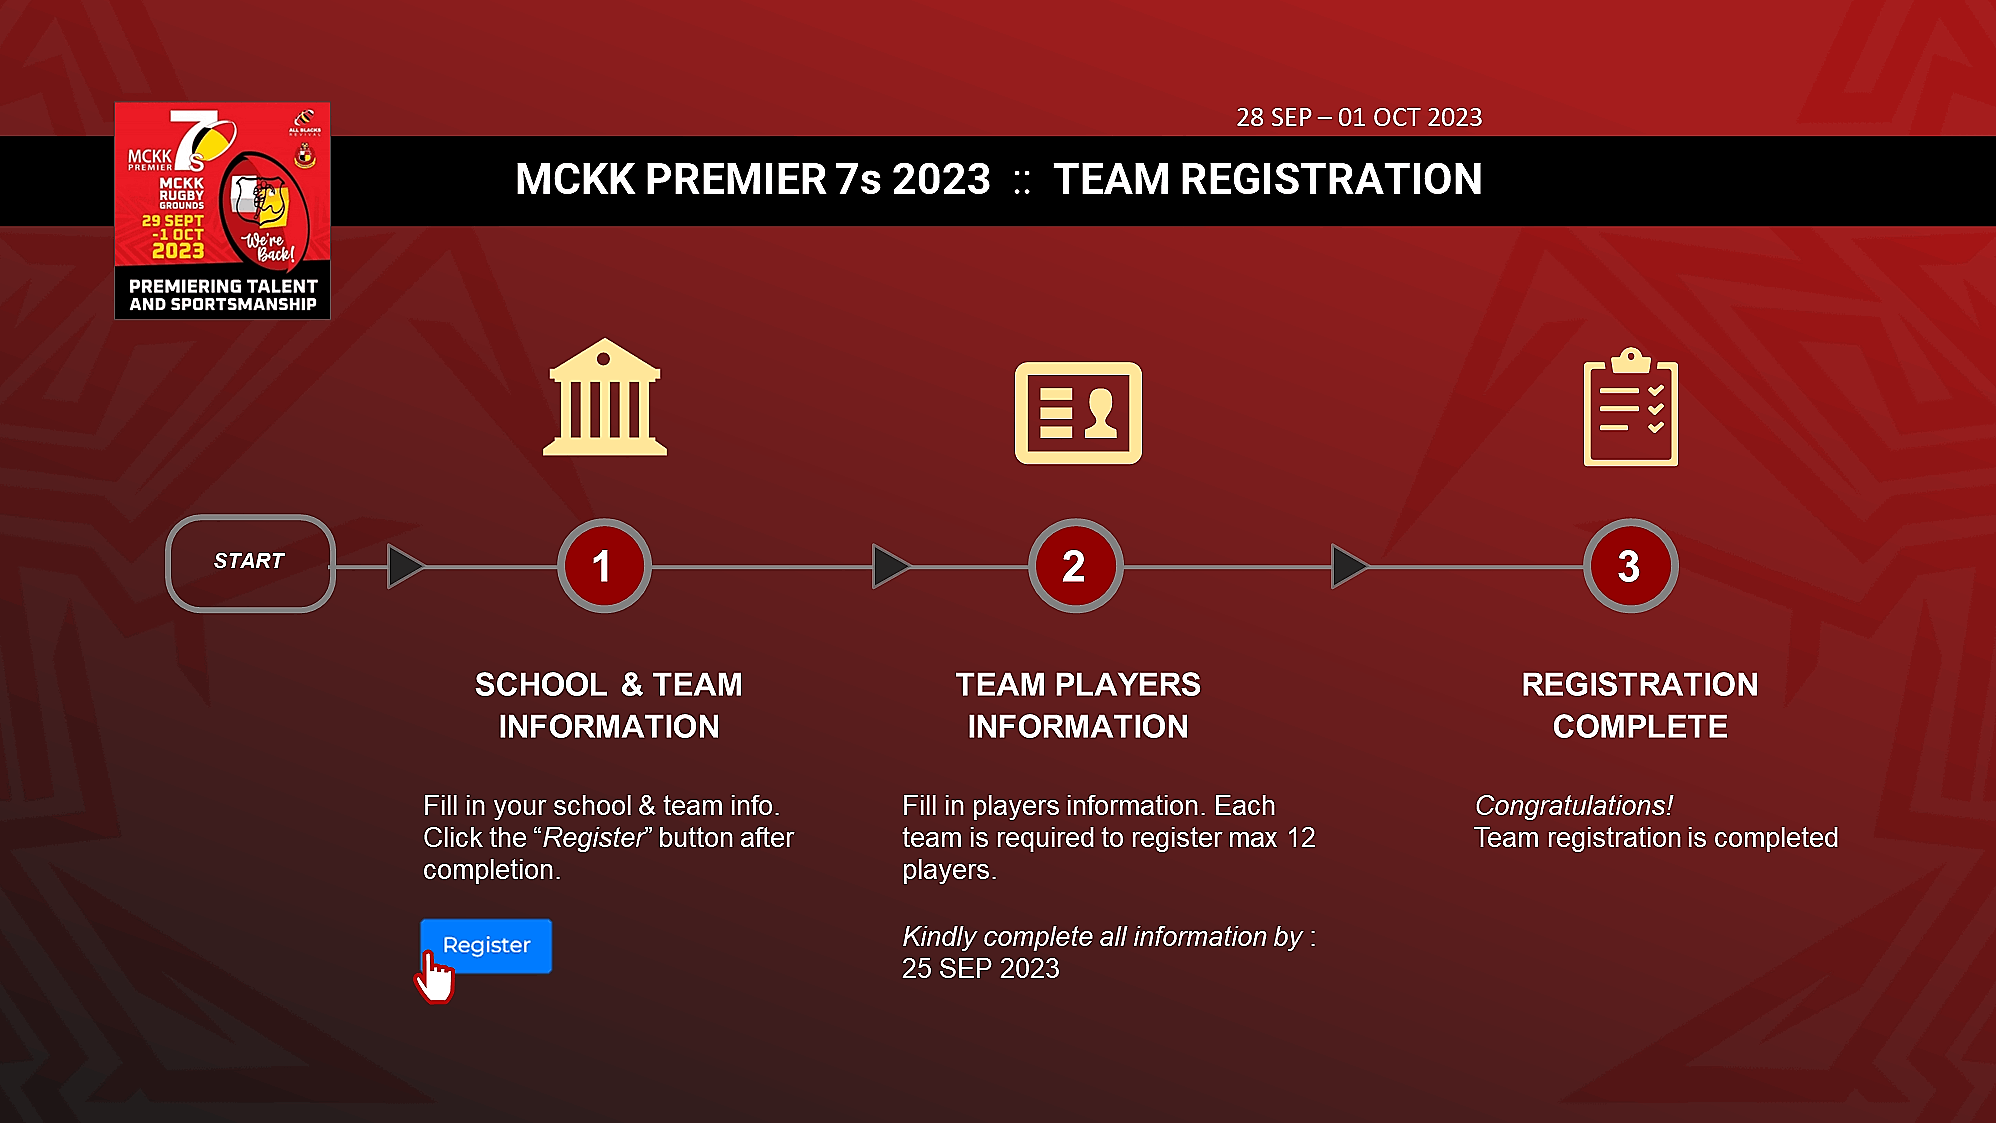 28 SEP – 01 OCT 2023
MCKK PREMIER 7s 2023 :: TEAM REGISTRATION
7s
MCKK
PREMIER
ALL BLACKS
REVIVAL
MCKK
RUGBY
GROUNDS
29 SEPT
-1 OCT
2023
We're
Back!
PREMIERING TALENT
AND SPORTSMANSHIP
START
1
2
3
SCHOOL & TEAM
INFORMATION
Fill in your school & team info.
Click the “Register” button after
completion.
Register
TEAM PLAYERS
INFORMATION
Fill in players information. Each
team is required to register max 12
players.
Kindly complete all information by :
25 SEP 2023
REGISTRATION
COMPLETE
Congratulations!
Team registration is completed